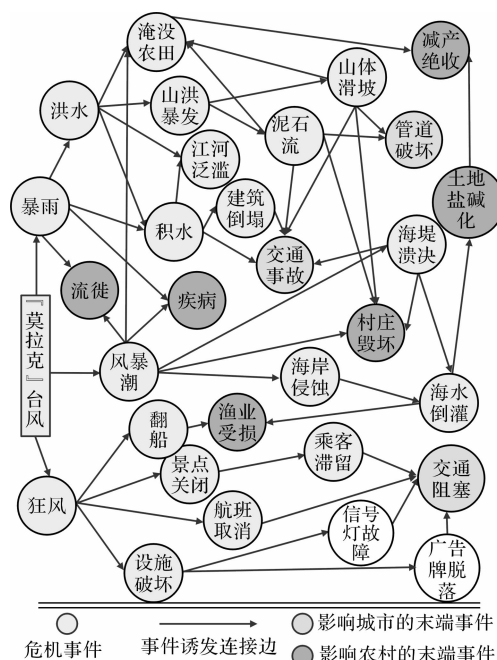 淹没
农田
减产
绝收
山体
滑坡
洪水
山洪
暴发
泥石
流
管道
破坏
江河
泛滥
土地
盐碱
化
暴雨
建筑
倒塌
积水
海堤
溃决
交通
事故
流徙
疾病
村庄
毁坏
『莫拉克』台风
风暴
潮
海岸
侵蚀
海水
倒灌
翻
船
渔业
受损
乘客
滞留
景点
关闭
交通
阻塞
狂风
航班
取消
信号
灯故
障
设施
破坏
广告
牌脱
落
危机事件
事件诱发连接边
影响城市的末端事件
影响农村的末端事件